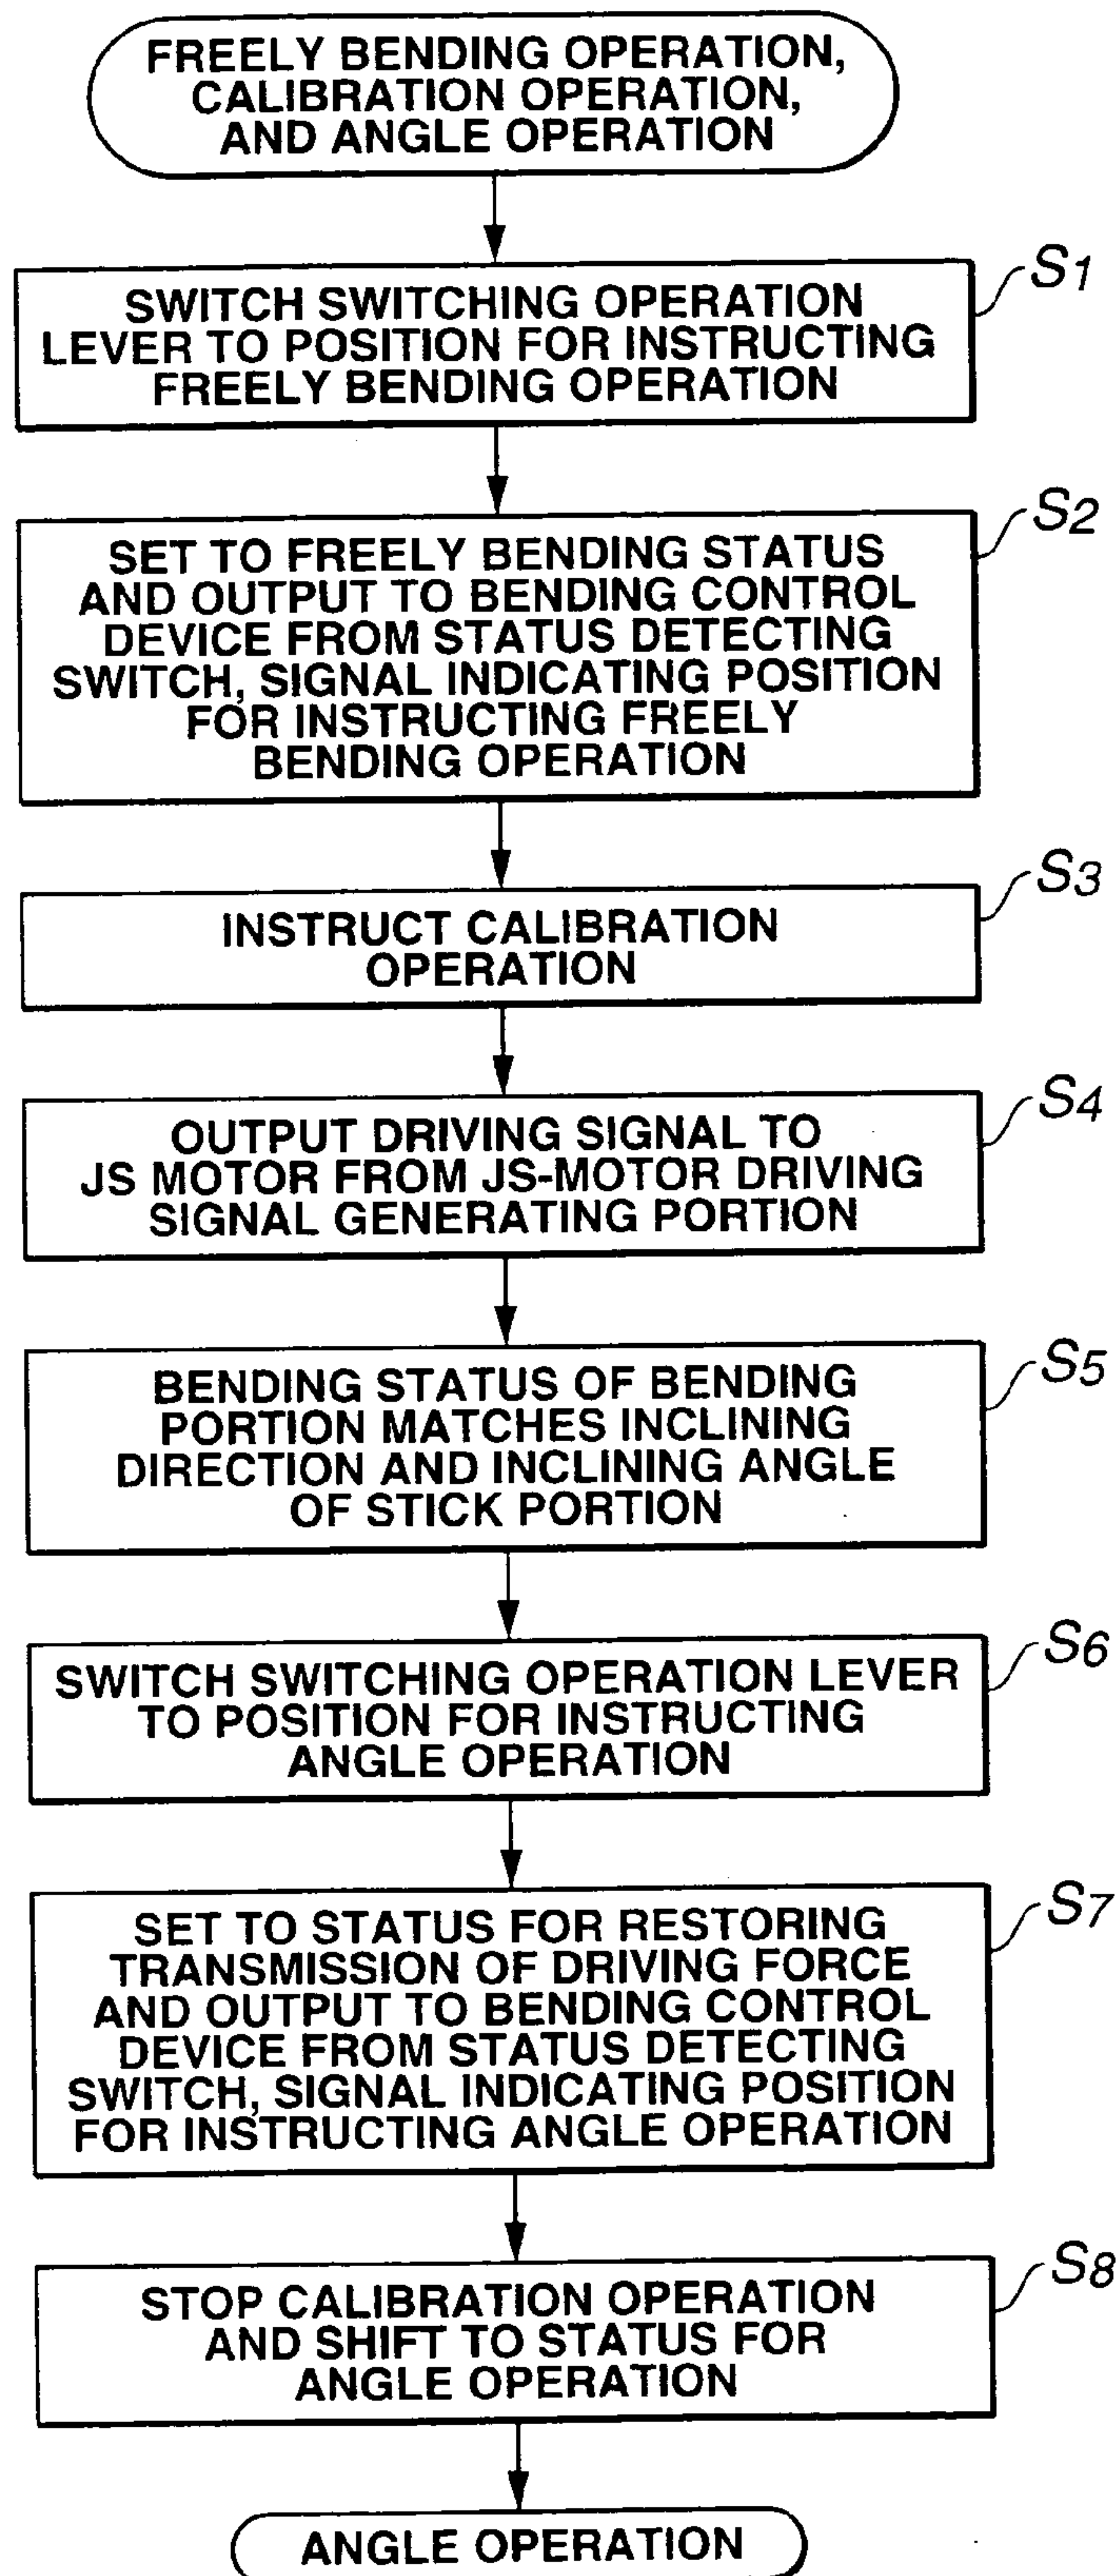 FREELY BENDING OPERATION,
CALIBRATION OPERATION,
AND ANGLE OPERATION
S1
SWITCH SWITCHING OPERATION
LEVER TO POSITION FOR INSTRUCTING
FREELY BENDING OPERATION
S2
SET TO FREELY BENDING STATUS
AND OUTPUT TO BENDING CONTROL
DEVICE FROM STATUS DETECTING
SWITCH, SIGNAL INDICATING POSITION
FOR INSTRUCTING FREELY
BENDING OPERATION
S3
INSTRUCT CALIBRATION
OPERATION
S4
OUTPUT DRIVING SIGNAL TO
JS MOTOR FROM JS-MOTOR DRIVING
SIGNAL GENERATING PORTION
S5
BENDING STATUS OF BENDING
PORTION MATCHES INCLINING
DIRECTION AND INCLINING ANGLE
OF STICK PORTION
S6
SWITCH SWITCHING OPERATION LEVER
TO POSITION FOR INSTRUCTING
ANGLE OPERATION
S7
SET TO STATUS FOR RESTORING
TRANSMISSION OF DRIVING FORCE
AND OUTPUT TO BENDING CONTROL
DEVICE FROM STATUS DETECTING
SWITCH, SIGNAL INDICATING POSITION
FOR INSTRUCTING ANGLE OPERATION
S8
STOP CALIBRATION OPERATION
AND SHIFT TO STATUS FOR
ANGLE OPERATION
ANGLE OPERATION